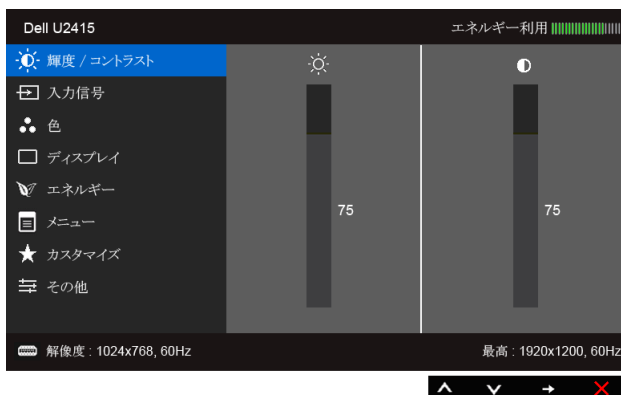 Dell U2415
エネルギー利用
輝度 / コントラスト
入力信号
色
ディスプレイ
エネルギー
メニュー
カスタマイズ
その他
75
75
解像度 : 1024x768, 60Hz
最高 : 1920x1200, 60Hz